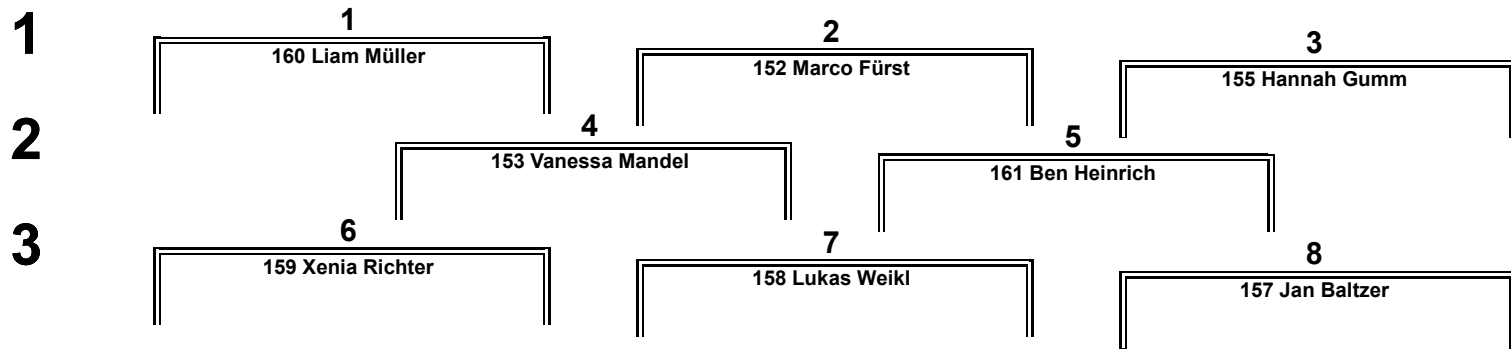 1
1
160 Liam Müller
2
152 Marco Fürst
3
155 Hannah Gumm
2
4
153 Vanessa Mandel
5
161 Ben Heinrich
3
6
159 Xenia Richter
7
158 Lukas Weikl
8
157 Jan Baltzer